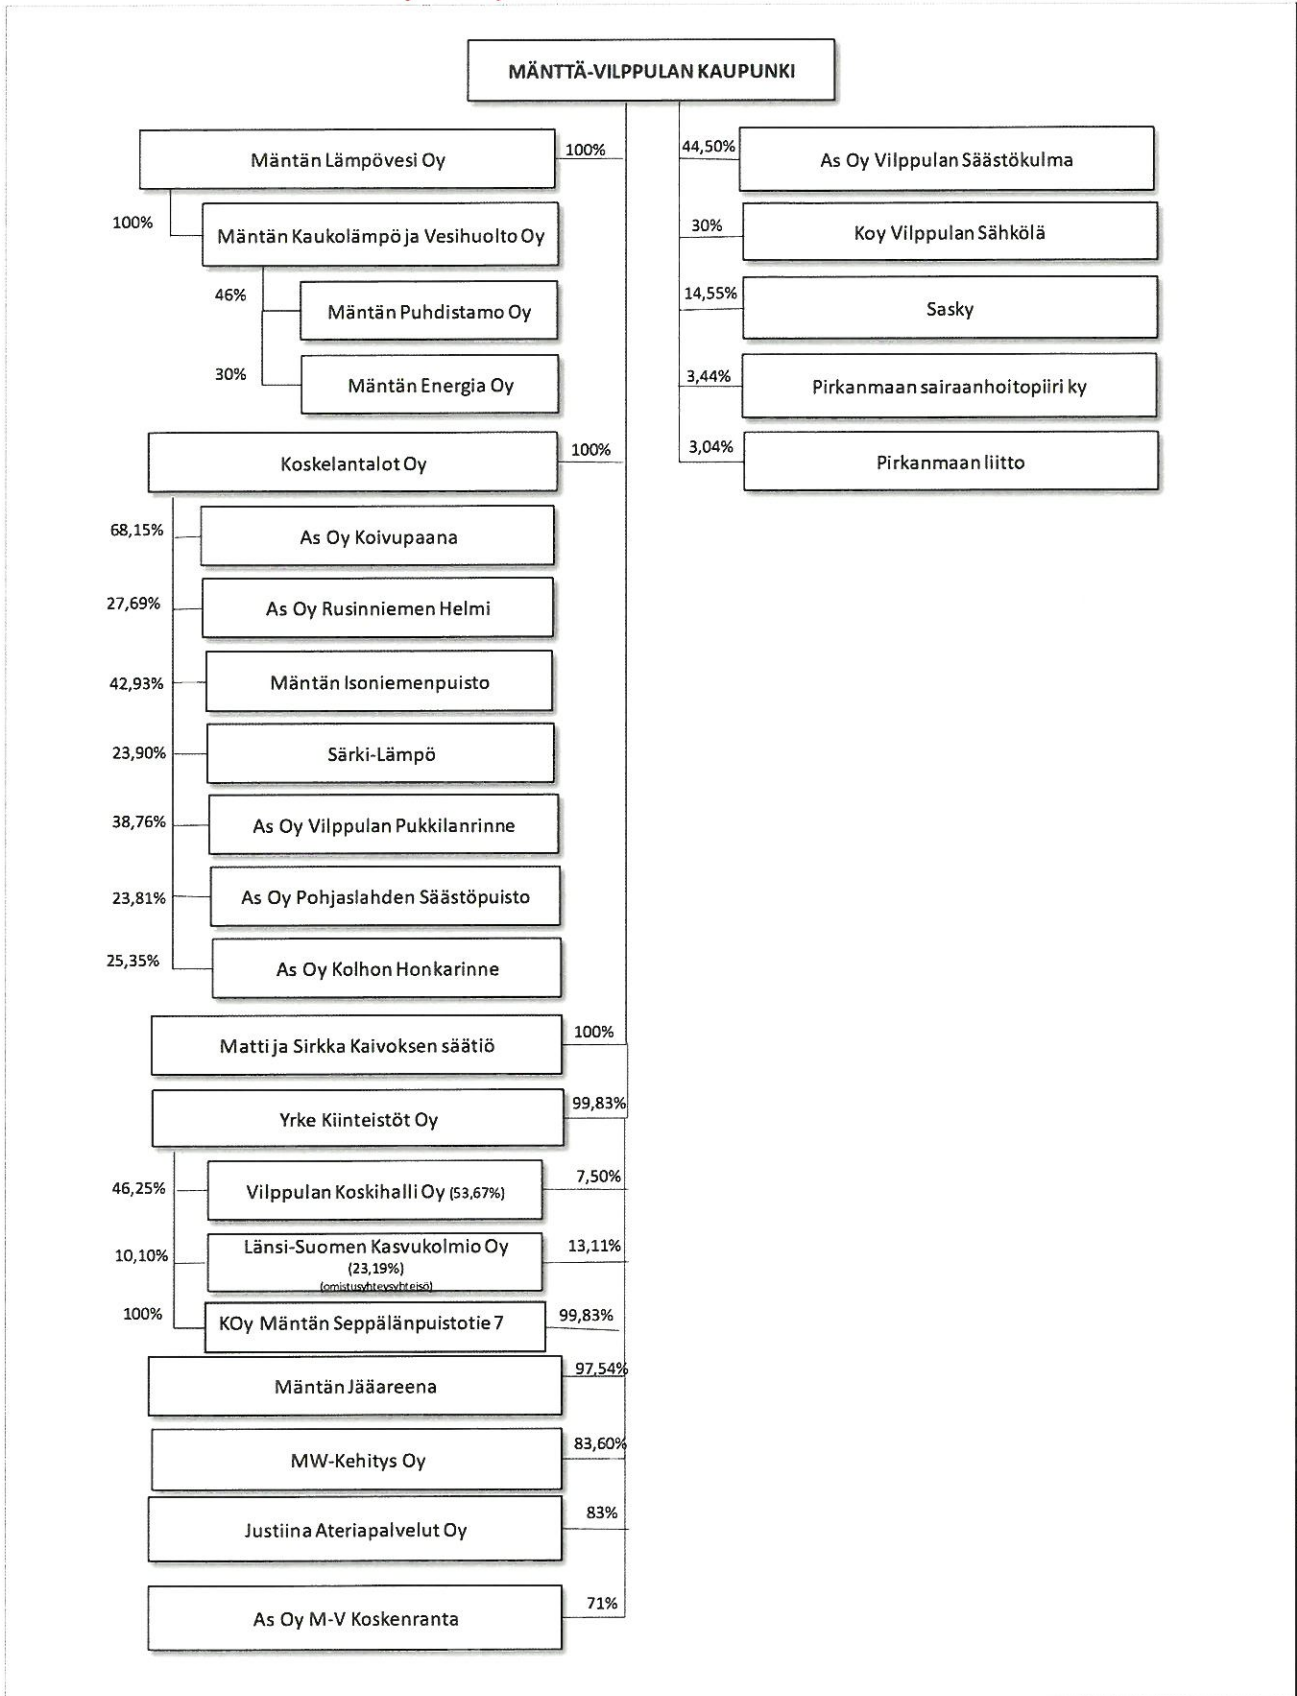 MÄNTTÄ-VILPPULAN KAUPUNKI
Mäntän Lämpövesi Oy
100%
100%
Mäntän Kaukolämpö ja Vesihuolto Oy
46%
Mäntän Puhdistamo Oy
30%
Mäntän Energia Oy
Koskelantalot Oy
100%
68,15%
As Oy Koivupaana
27,69%
As Oy Rusinniemen Helmi
42,93%
Mäntän Isoniemenpuisto
23,90%
Särki-Lämpö
38,76%
As Oy Vilppulan Pukkilanrinne
23,81%
As Oy Pohjaslahden Säästöpuisto
25,35%
As Oy Kolhon Honkarinne
Matti ja Sirkka Kaivoksen säätiö
100%
Yrke Kiinteistöt Oy
99,83%
46,25%
Vilppulan Koskihalli Oy (53,67%)
7,50%
10,10%
Länsi-Suomen Kasvukolmio Oy
(23,19%)
(omistusyhteysyhteisö)
13,11%
100%
KOy Mäntän Seppälänpuistotie 7
99,83%
Mäntän Jääareena
97,54%
MW-Kehitys Oy
83,60%
Justiina Ateriapalvelut Oy
83%
As Oy M-V Koskenranta
71%
44,50%
As Oy Vilppulan Säästökulma
30%
Koy Vilppulan Sähkölä
14,55%
Sasky
3,44%
Pirkanmaan sairaanhoitopiiri ky
3,04%
Pirkanmaan liitto